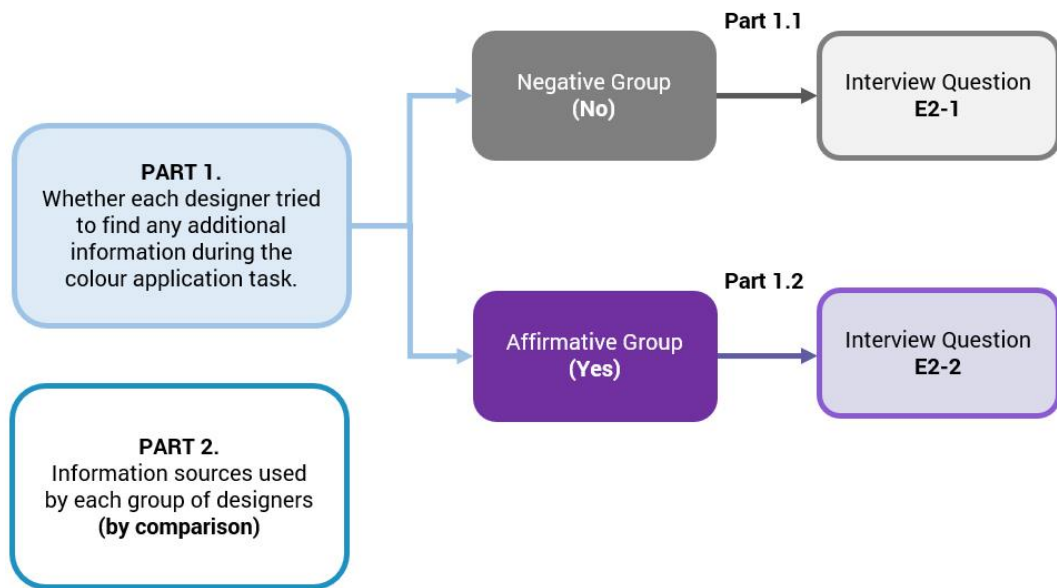 PART 1.
Whether each designer tried
to find any additional
information during the
colour application task.
Negative Group
(No)
Part 1.1
Interview Question
E2-1
Affirmative Group
(Yes)
Part 1.2
Interview Question
E2-2
PART 2.
Information sources used
by each group of designers
(by comparison)